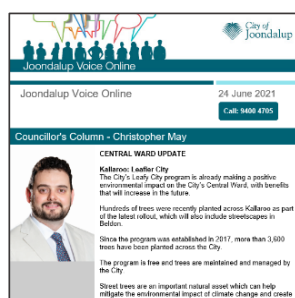 City of
Joondalup
Joondalup Voice Online
Joondalup Voice Online
24 June 2021
Call: 9400 4705
Councillor's Column - Christopher May
CENTRAL WARD UPDATE
Kallaroo: Leafier City
The City's Leafy City program is already making a positive
environmental impact on the City's Central Ward, with benefits
that will increase in the future.
Hundreds of trees were recently planted across Kallaroo as part
of the latest rollout, which will also include streetscapes in
Beldon.
Since the program was established in 2017, more than 3,600
trees have been planted across the City.
The program is free and trees are maintained and managed by
the City.
Street trees are an important natural asset which can help
mitigate the environmental impact of climate change and create